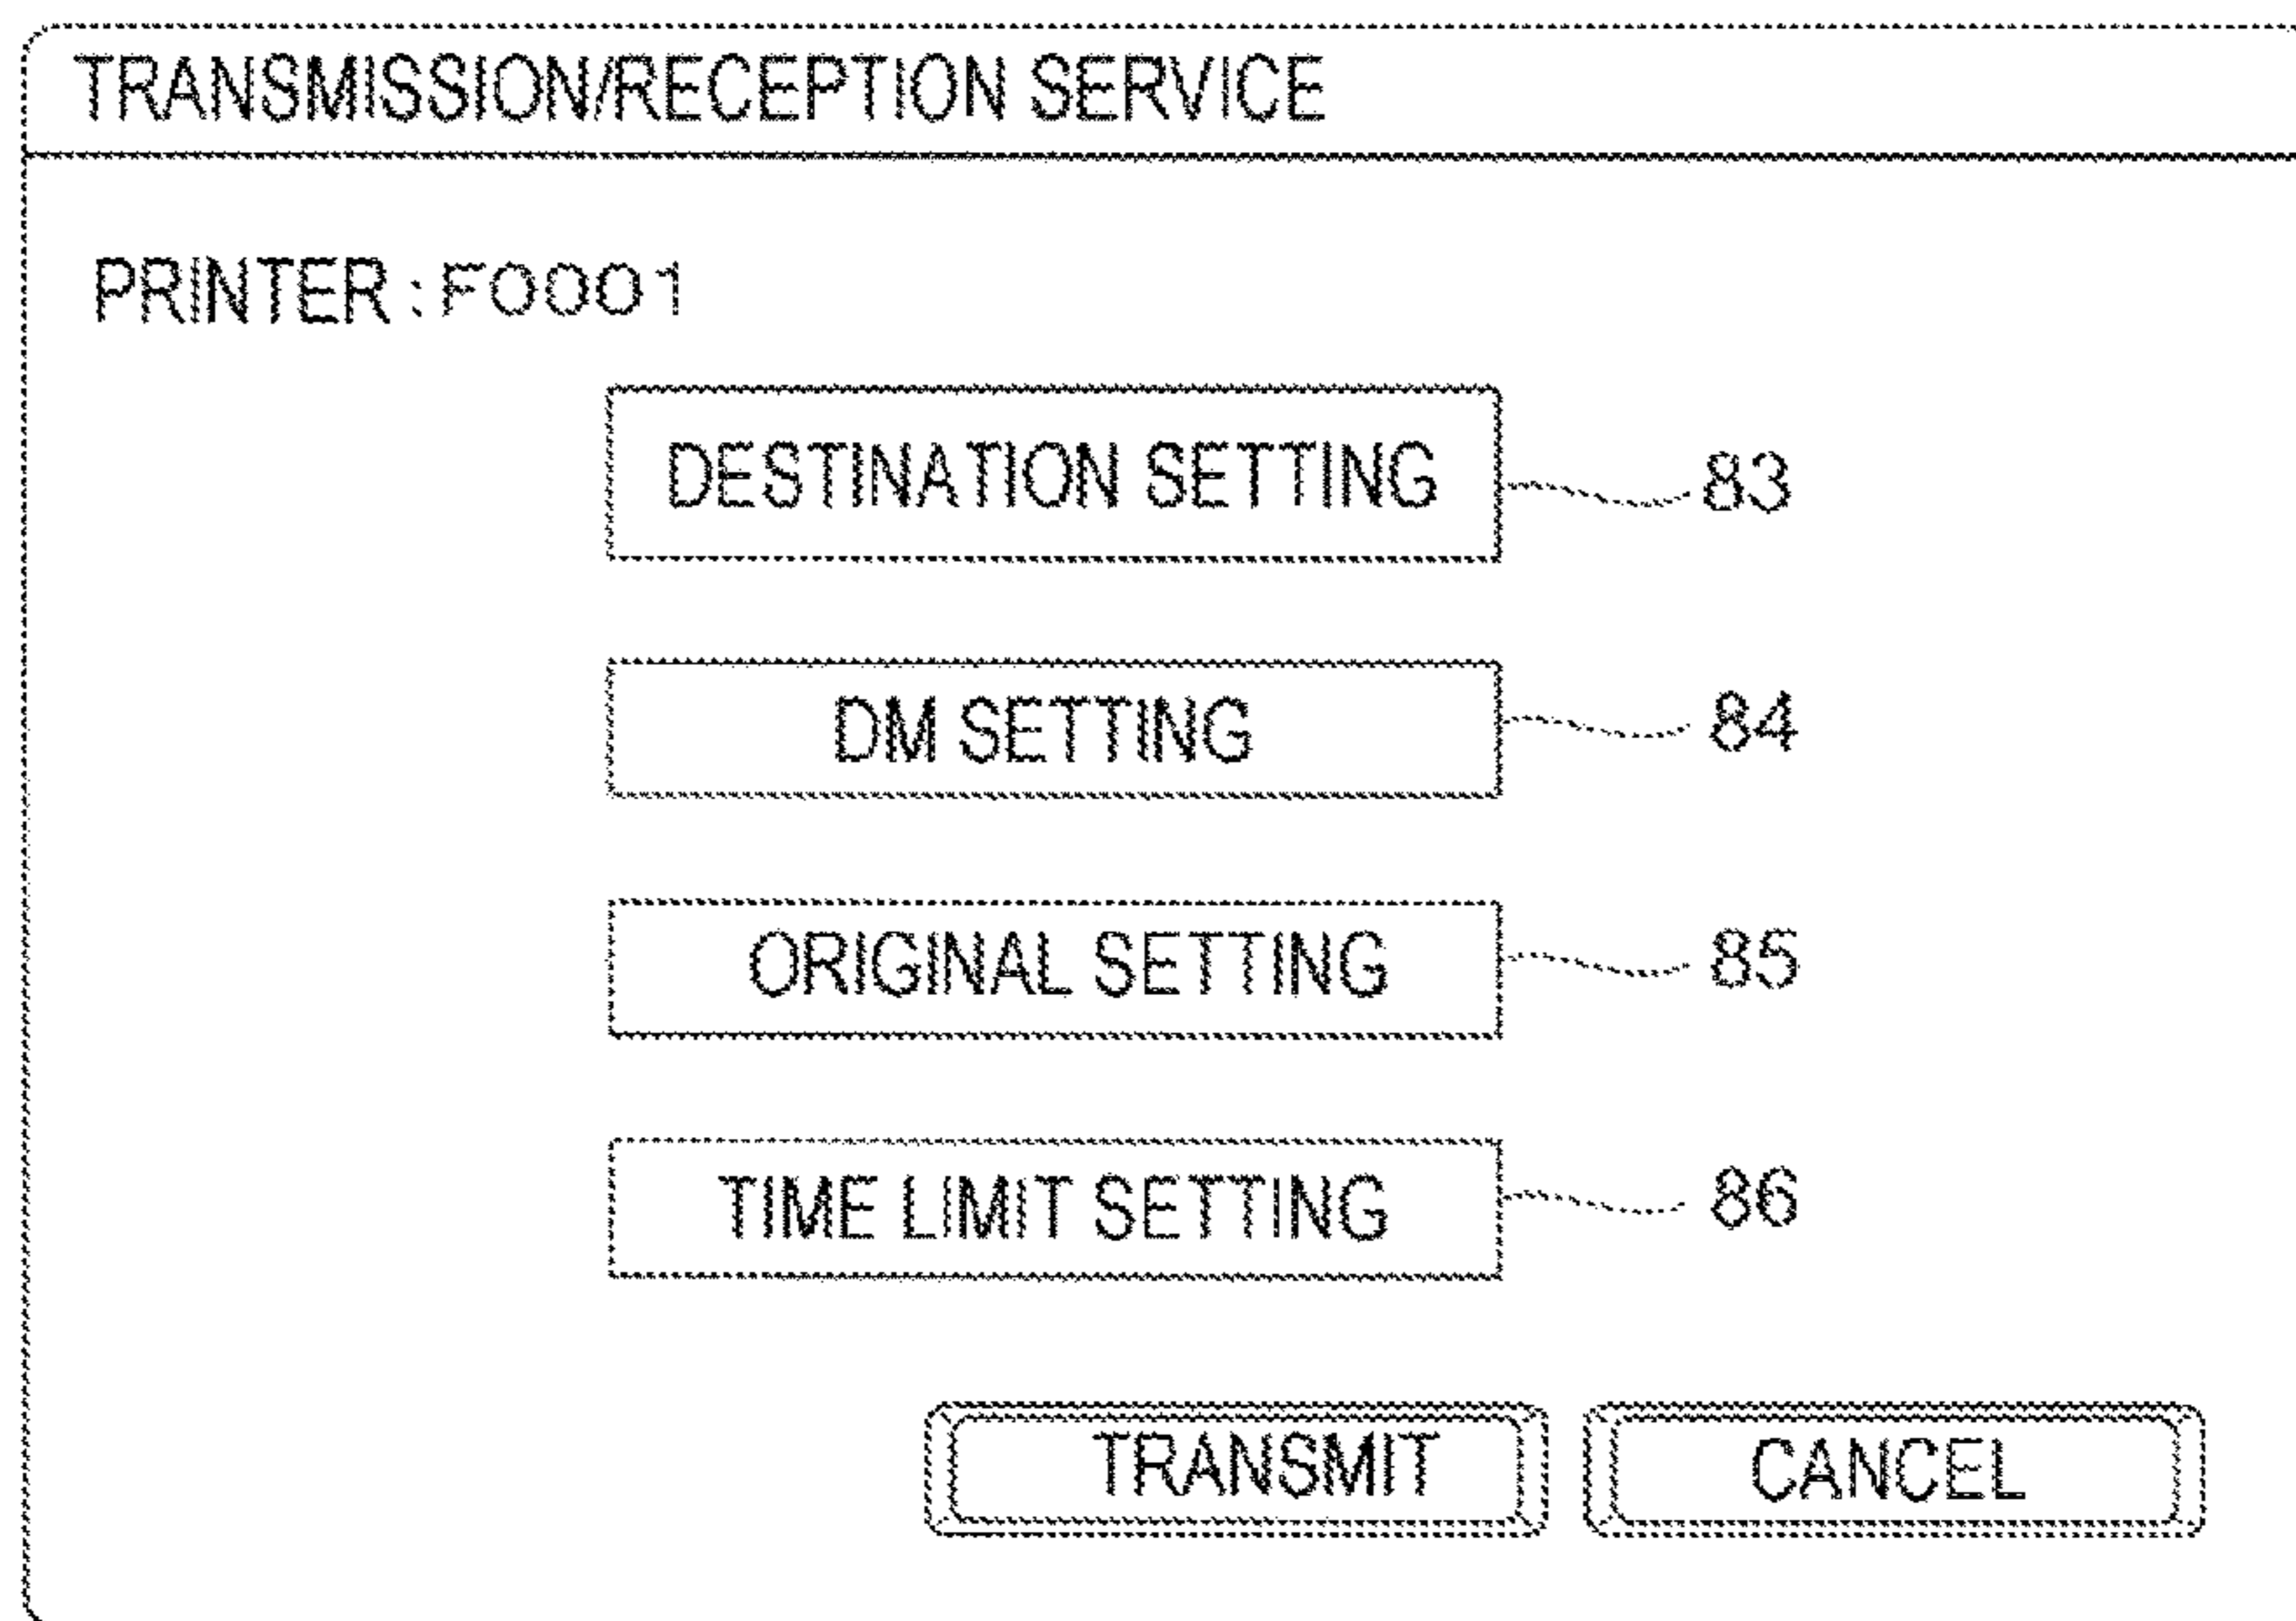 TRANSMISSION/RECEPTION SERVICE
PRINTER : F0001
DESTINATION SETTING 83
DM SETTING 84
ORIGINAL SETTING 85
TIME LIMIT SETTING 86
TRANSMIT CANCEL